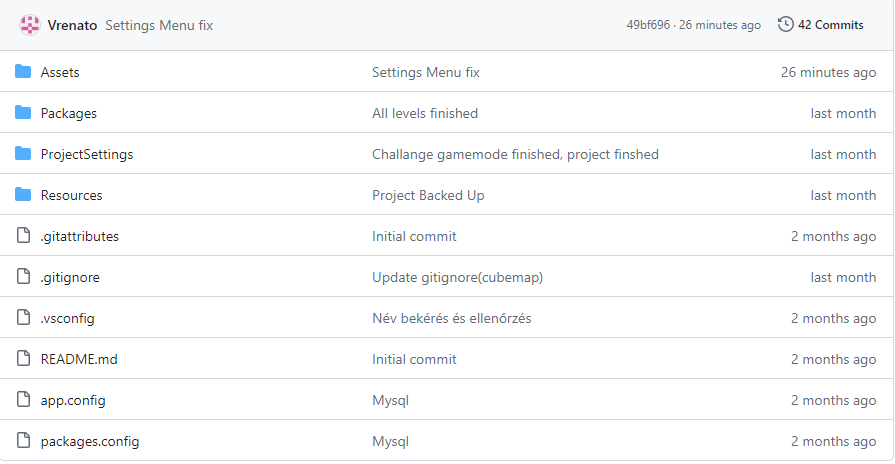 Vrenato Settings Menu fix 49bf696 · 26 minutes ago 42 Commits
Assets Settings Menu fix 26 minutes ago
Packages All levels finished last month
ProjectSettings Challange gamemode finished, project finshed last month
Resources Project Backed Up last month
.gitattributes Initial commit 2 months ago
.gitignore Update gitignore(cubemap) last month
.vsconfig Név bekérés és ellenőrzés 2 months ago
README.md Initial commit 2 months ago
app.config Mysql 2 months ago
packages.config Mysql 2 months ago